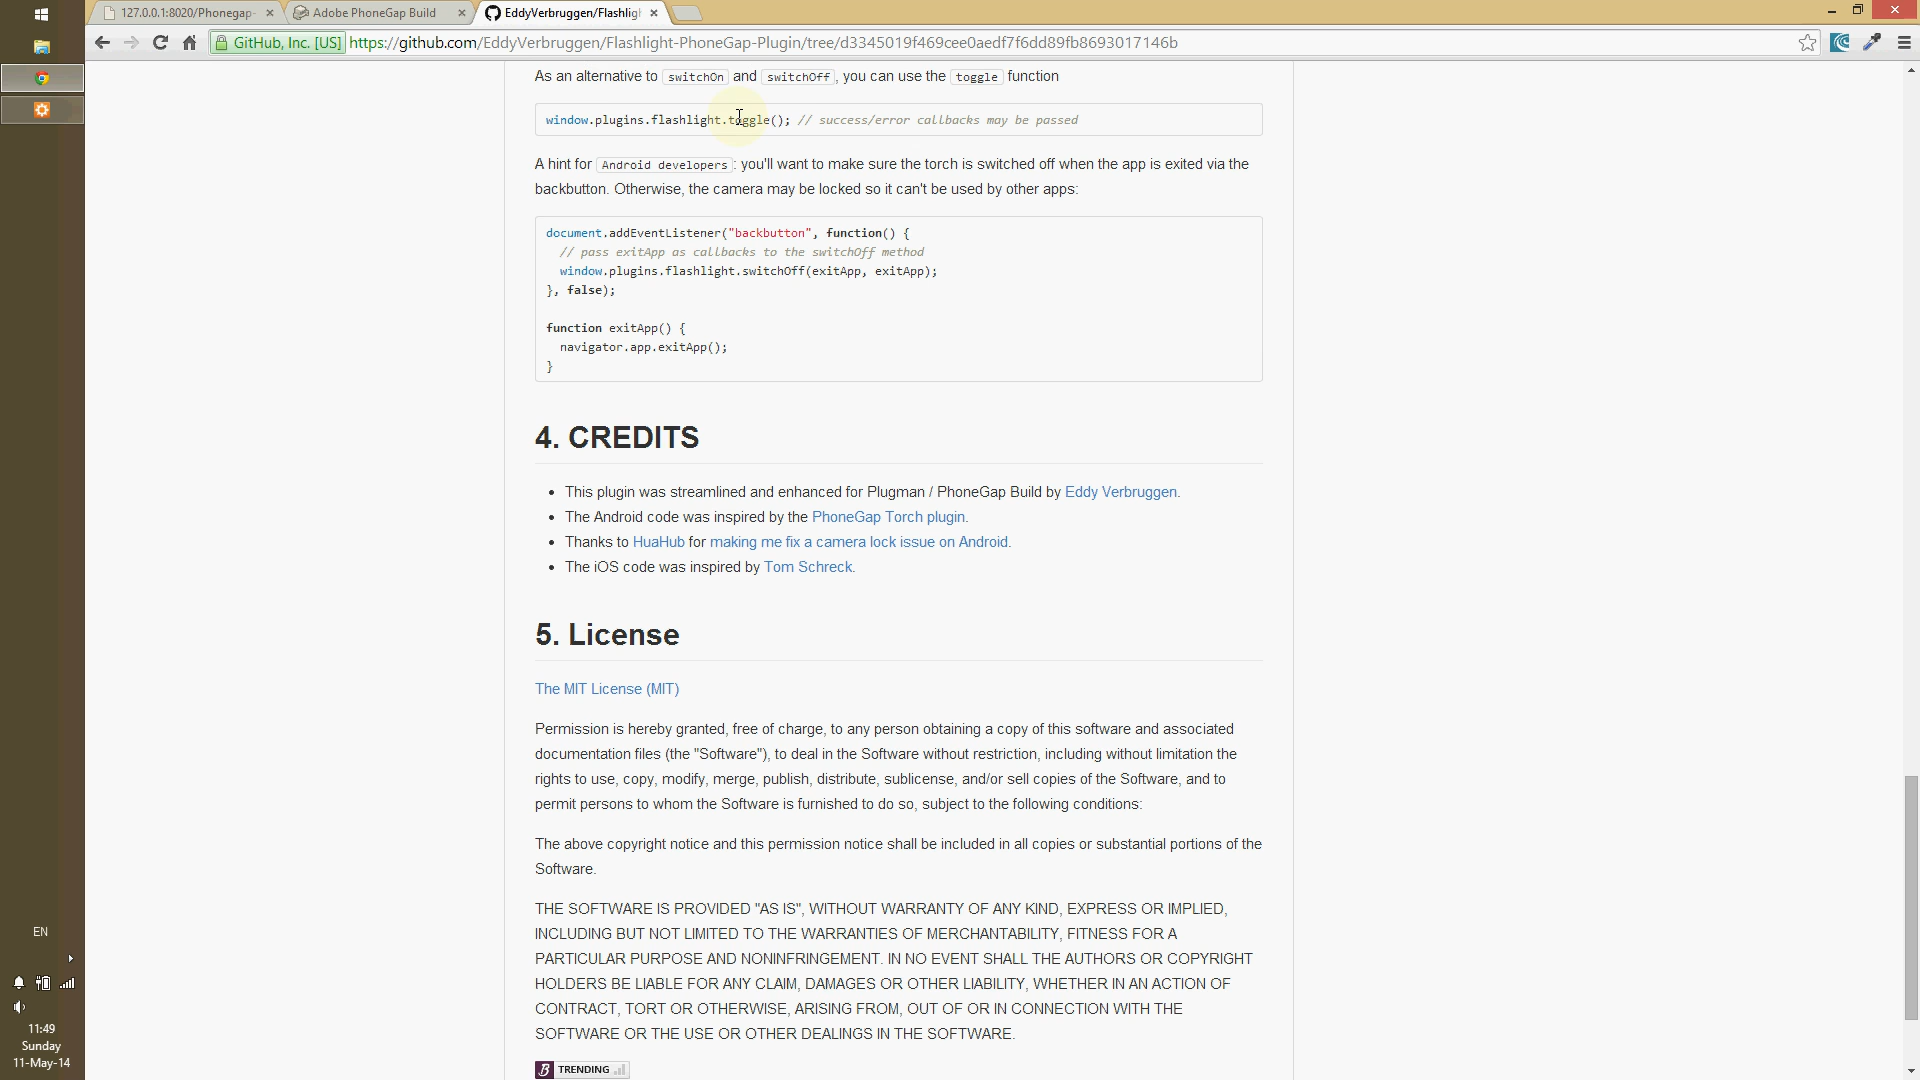 127.0.0.1:8020/Phonegap-
Adobe PhoneGap Build
EddyVerbruggen/Flashligh
GitHub, Inc. [US]
https://github.com/EddyVerbruggen/Flashlight-PhoneGap-Plugin/tree/d3345019f469cee0aedf7f6dd89fb8693017146b
As an alternative to switchOn and switchOff, you can use the toggle function
window.plugins.flashlight.toggle(); // success/error callbacks may be passed
A hint for Android developers: you'll want to make sure the torch is switched off when the app is exited via the
backbutton. Otherwise, the camera may be locked so it can't be used by other apps:
document.addEventListener("backbutton", function() {
// pass exitApp as callbacks to the switchOff method
window.plugins.flashlight.switchOff(exitApp, exitApp);
}, false);
function exitApp() {
navigator.app.exitApp();
}
4. CREDITS
• This plugin was streamlined and enhanced for Plugman / PhoneGap Build by Eddy Verbruggen.
• The Android code was inspired by the PhoneGap Torch plugin.
• Thanks to HuaHub for making me fix a camera lock issue on Android.
• The iOS code was inspired by Tom Schreck.
5. License
The MIT License (MIT)
Permission is hereby granted, free of charge, to any person obtaining a copy of this software and associated
documentation files (the "Software"), to deal in the Software without restriction, including without limitation the
rights to use, copy, modify, merge, publish, distribute, sublicense, and/or sell copies of the Software, and to
permit persons to whom the Software is furnished to do so, subject to the following conditions:
The above copyright notice and this permission notice shall be included in all copies or substantial portions of the
Software.
THE SOFTWARE IS PROVIDED "AS IS", WITHOUT WARRANTY OF ANY KIND, EXPRESS OR IMPLIED,
INCLUDING BUT NOT LIMITED TO THE WARRANTIES OF MERCHANTABILITY, FITNESS FOR A
PARTICULAR PURPOSE AND NONINFRINGEMENT. IN NO EVENT SHALL THE AUTHORS OR COPYRIGHT
HOLDERS BE LIABLE FOR ANY CLAIM, DAMAGES OR OTHER LIABILITY, WHETHER IN AN ACTION OF
CONTRACT, TORT OR OTHERWISE, ARISING FROM, OUT OF OR IN CONNECTION WITH THE
SOFTWARE OR THE USE OR OTHER DEALINGS IN THE SOFTWARE.
TRENDING
EN
11:49
Sunday
11-May-14